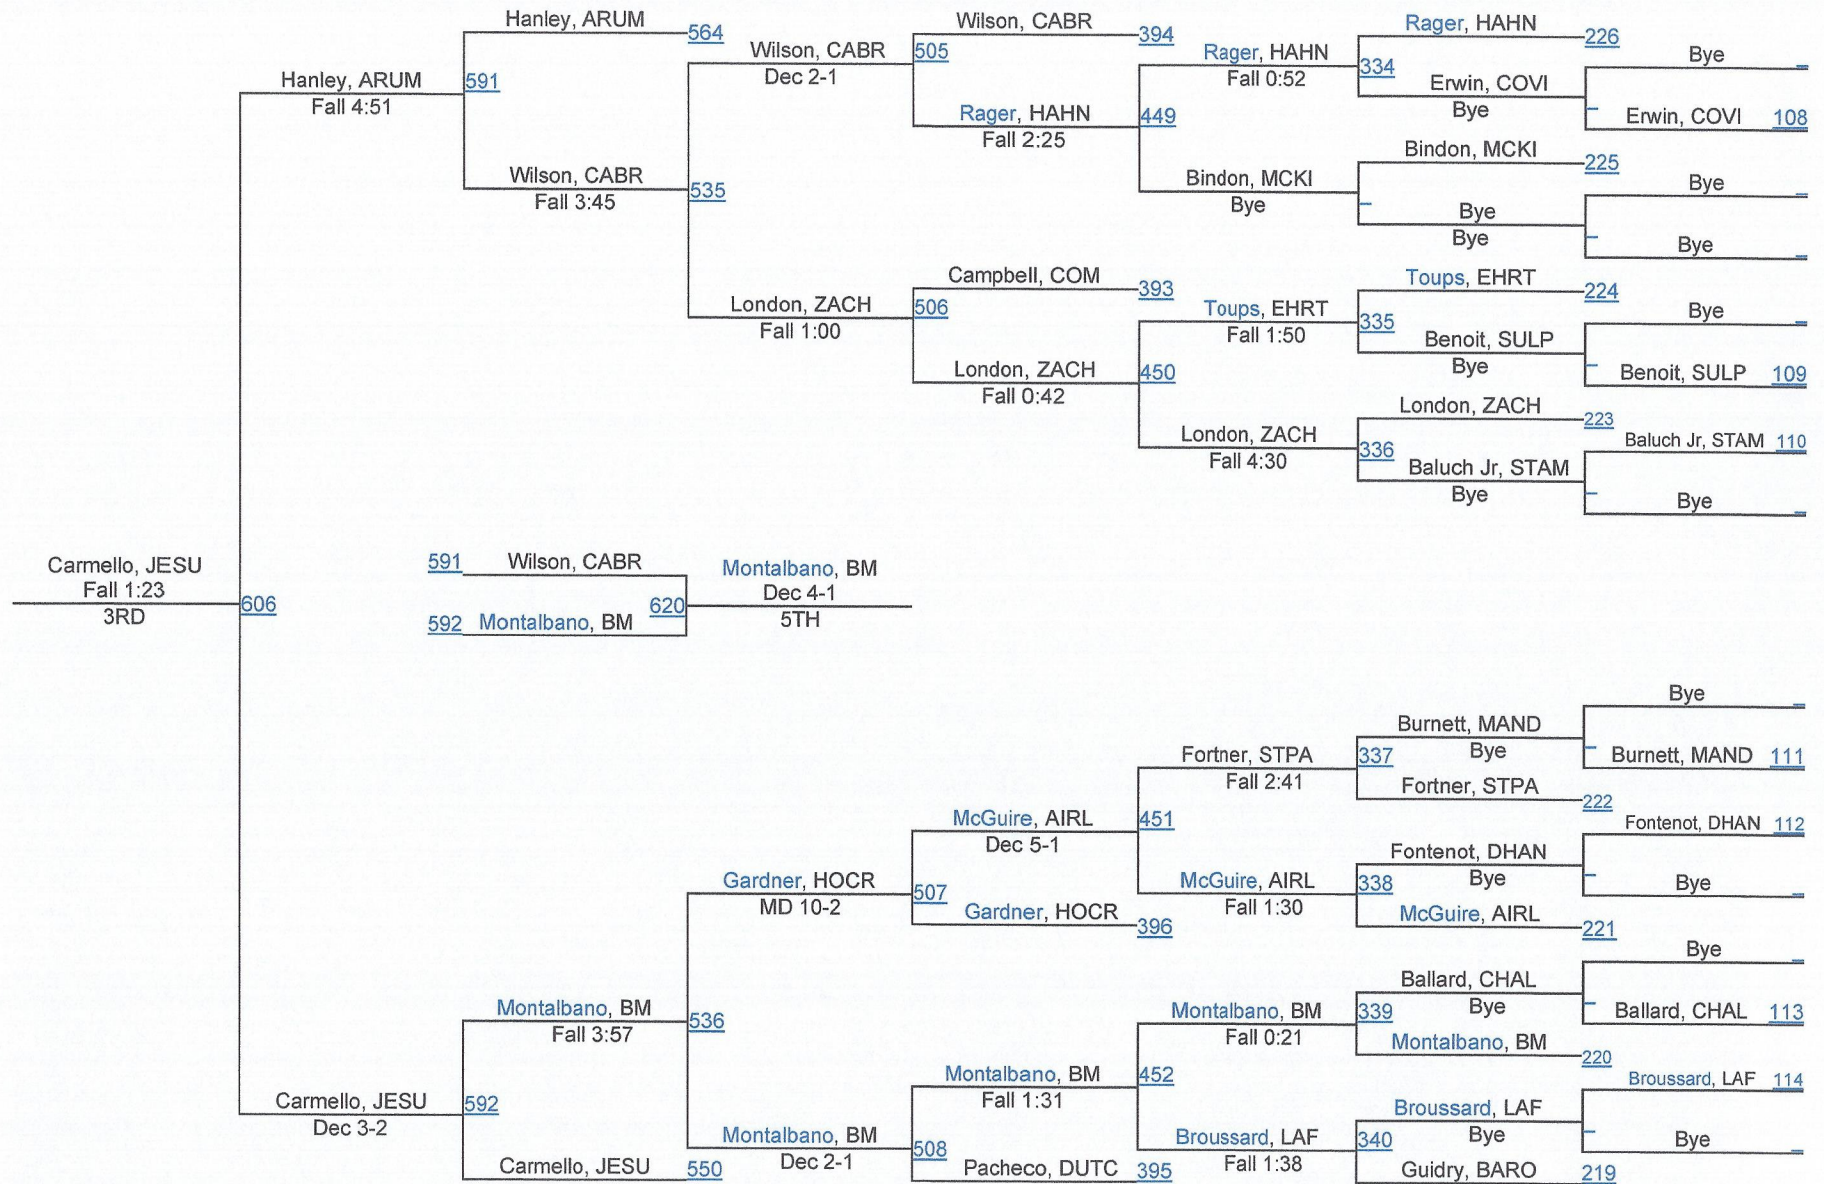 Hanley, ARUM
564
Wilson, CABR
394
Rager, HAHN
226
Bye
Wilson, CABR
505
Dec 2-1
Rager, HAHN
334
Fall 0:52
Erwin, COVI
Bye
Erwin, COVI 108
Hanley, ARUM
591
Fall 4:51
Rager, HAHN
449
Fall 2:25
Bindon, MCKI
225
Bye
Wilson, CABR
535
Fall 3:45
Bindon, MCKI
Bye
Bye
Bye
Bye
Campbell, COM
393
Toups, EHRT
224
Bye
London, ZACH
506
Fall 1:00
Toups, EHRT
335
Fall 1:50
Benoit, SULP
Bye
Benoit, SULP 109
London, ZACH
450
Fall 0:42
London, ZACH
223
Baluch Jr, STAM 110
London, ZACH
336
Fall 4:30
Baluch Jr, STAM
Bye
Bye
Carmello, JESU
Fall 1:23
606
3RD
591 Wilson, CABR
620
592 Montalbano, BM
Montalbano, BM
Dec 4-1
5TH
Bye
Burnett, MAND
Bye
Burnett, MAND 111
Fortner, STPA
337
Fall 2:41
Fortner, STPA
222
McGuire, AIRL
451
Dec 5-1
Fontenot, DHAN 112
Fontenot, DHAN
Bye
Bye
Gardner, HOCR
507
MD 10-2
McGuire, AIRL
338
Fall 1:30
Gardner, HOCR
396
McGuire, AIRL
221
Bye
Ballard, CHAL
Bye
Ballard, CHAL 113
Montalbano, BM
536
Fall 3:57
Montalbano, BM
339
Fall 0:21
Montalbano, BM
220
Montalbano, BM
452
Fall 1:31
Broussard, LAF 114
Carmello, JESU
592
Dec 3-2
Broussard, LAF
Bye
Bye
Montalbano, BM
508
Dec 2-1
Broussard, LAF
340
Fall 1:38
Carmello, JESU
550
Pacheco, DUTC
395
Guidry, BARO
219